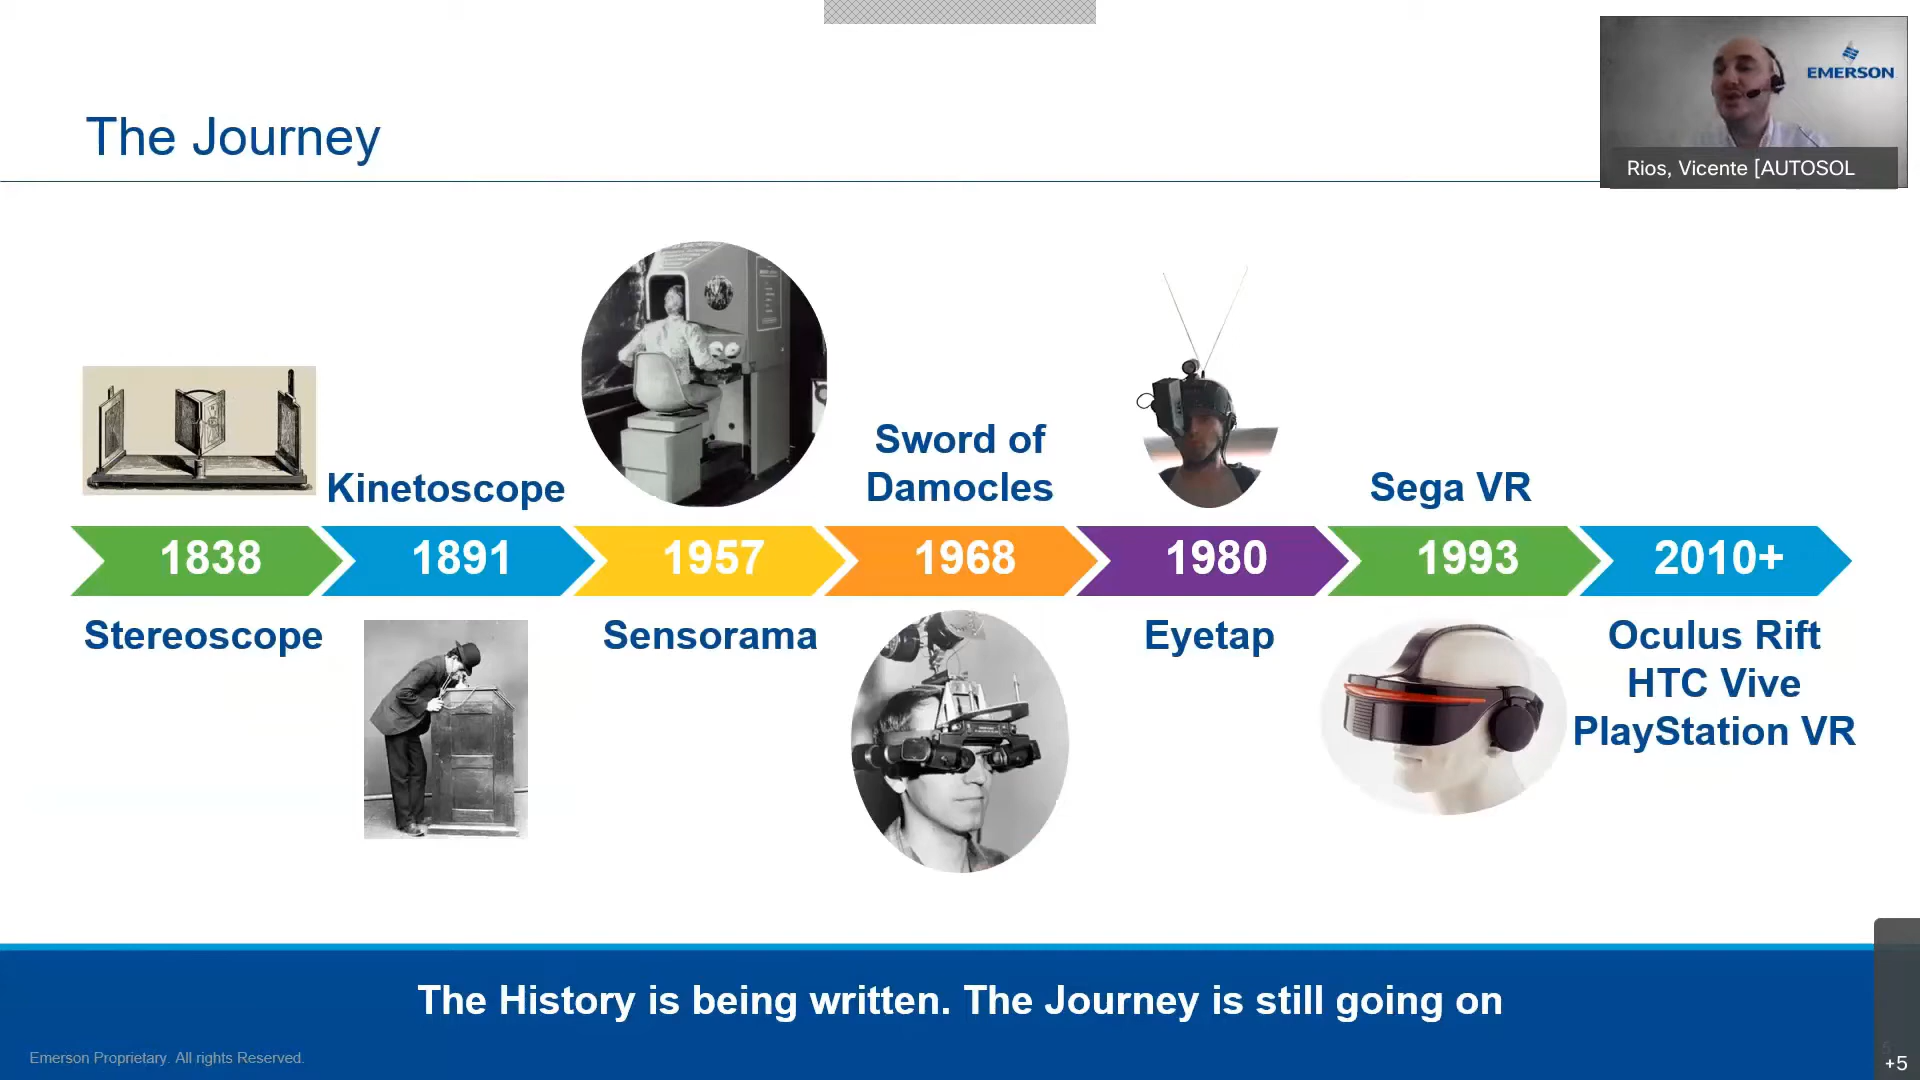 The Journey
EMERSON
Rios, Vicente [AUTOSOL
Kinetoscope
Sword of
Damocles
Sega VR
1838
1891
1957
1968
1980
1993
2010+
Stereoscope
Sensorama
Eyetap
Oculus Rift
HTC Vive
PlayStation VR
The History is being written. The Journey is still going on
Emerson Proprietary. All rights Reserved.
5
+5